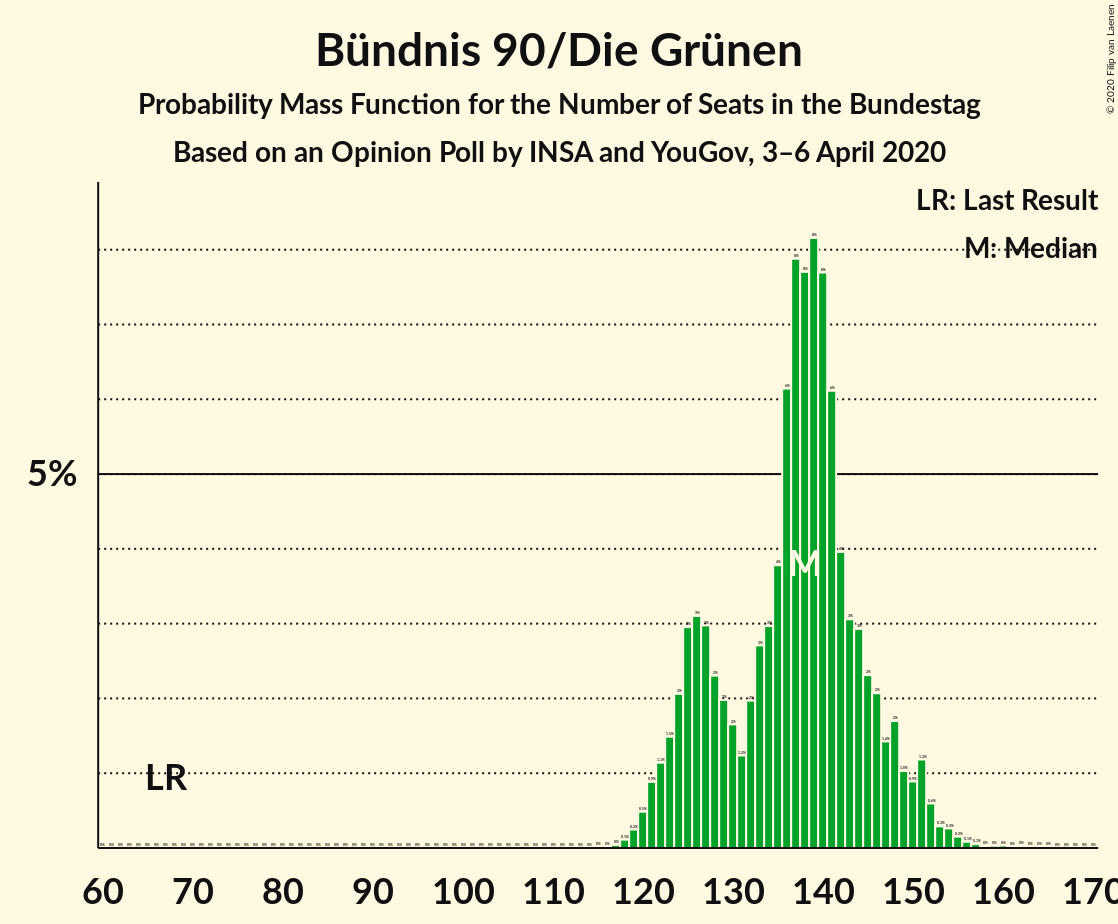 Bündnis 90/Die Grünen
Probability Mass Function for the Number of Seats in the Bundestag
Based on an Opinion Poll by INSA and YouGov, 3–6 April 2020
© 2020 Filip van Laenen
LR: Last Result
M: Median
5%
M
LR
60 70 80 90 100 110 120 130 140 150 160 170